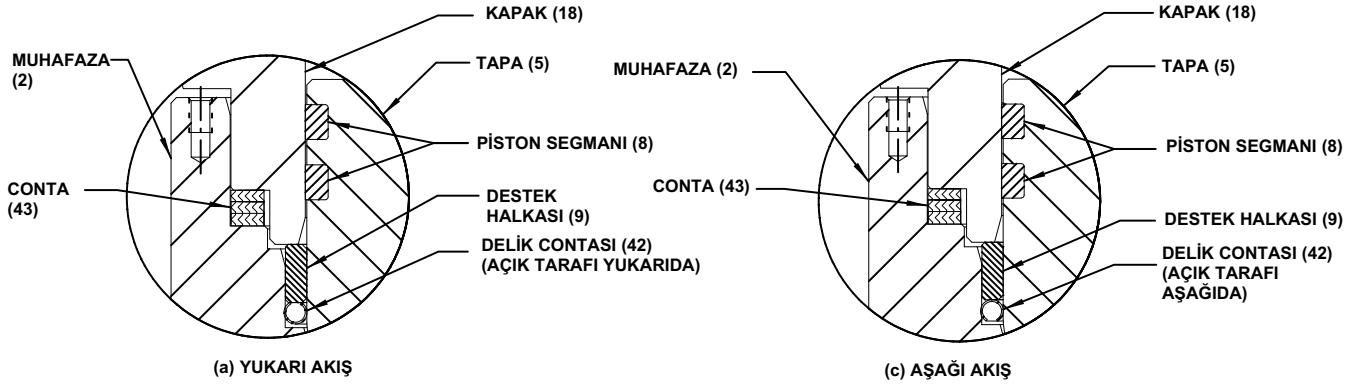 KAPAK (18)
MUHAFAZA
(2)
TAPA (5)
PİSTON SEGMANI (8)
CONTA
(43)
DESTEK
HALKASI (9)
DELİK CONTASI (42)
(AÇIK TARAFI YUKARIDA)
(a) YUKARI AKIŞ
KAPAK (18)
MUHAFAZA (2)
TAPA (5)
PİSTON SEGMANI (8)
CONTA (43)
DESTEK HALKASI (9)
DELİK CONTASI (42)
(AÇIK TARAFI
AŞAĞIDA)
(c) AŞAĞI AKIŞ